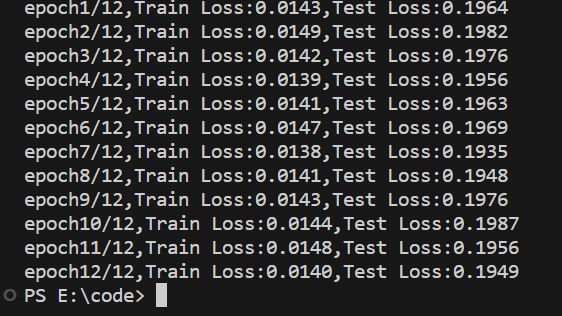 epoch1/12,Train Loss:0.0143,Test Loss:0.1964
epoch2/12,Train Loss:0.0149,Test Loss:0.1982
epoch3/12,Train Loss:0.0142,Test Loss:0.1976
epoch4/12,Train Loss:0.0139,Test Loss:0.1956
epoch5/12,Train Loss:0.0141,Test Loss:0.1963
epoch6/12,Train Loss:0.0147,Test Loss:0.1969
epoch7/12,Train Loss:0.0138,Test Loss:0.1935
epoch8/12,Train Loss:0.0141,Test Loss:0.1948
epoch9/12,Train Loss:0.0143,Test Loss:0.1976
epoch10/12,Train Loss:0.0144,Test Loss:0.1987
epoch11/12,Train Loss:0.0148,Test Loss:0.1956
epoch12/12,Train Loss:0.0140,Test Loss:0.1949
PS E:\code>